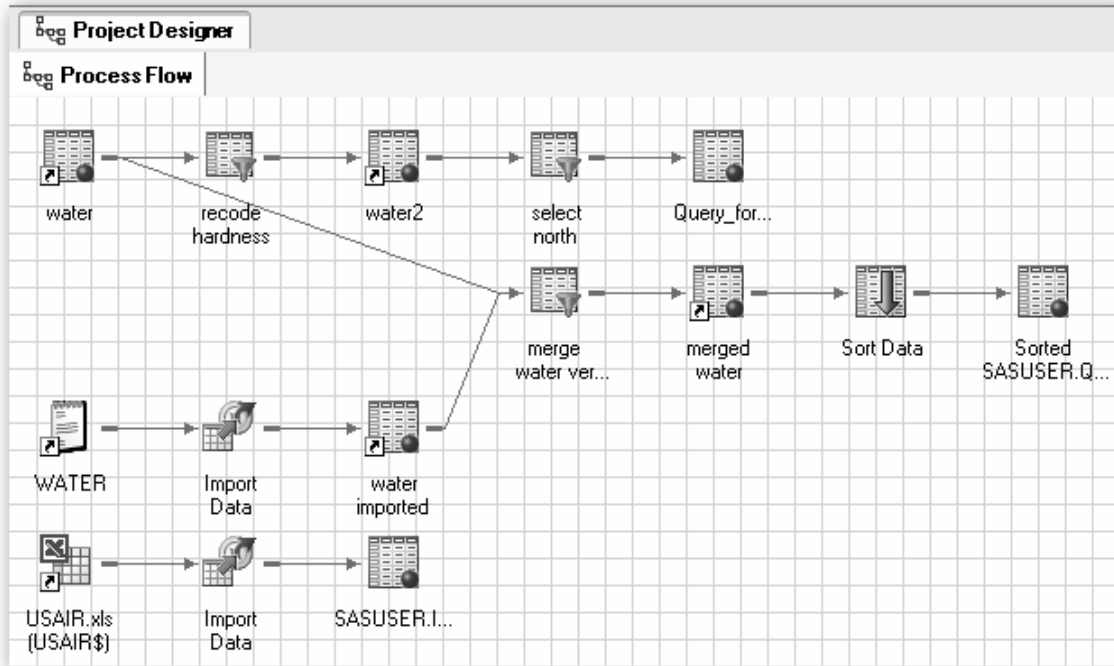 Project Designer
Process Flow
water
recode
hardness
water2
select
north
Query_for...
merge
water ver...
merged
water
Sort Data
Sorted
SASUSER.Q...
WATER
Import
Data
water
imported
USAIR.xls
(USAIR$)
Import
Data
SASUSER.I...